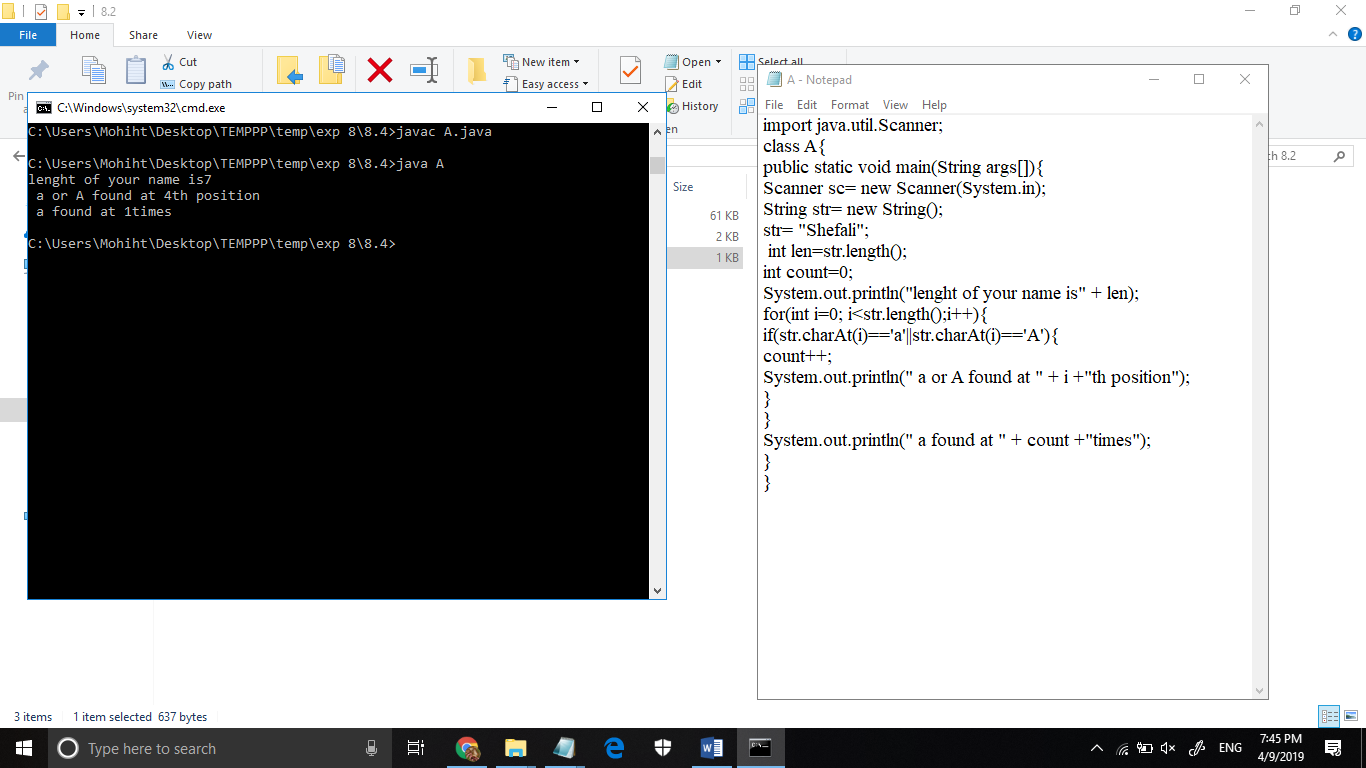 8.2
File
Home
Share
View
Cut
Copy path
New item
Easy access
Open
Edit
History
Select all
Pin
C:\Windows\system32\cmd.exe
C:\Users\Mohiht\Desktop\TEMPPP\temp\exp 8\8.4>javac A.java
C:\Users\Mohiht\Desktop\TEMPPP\temp\exp 8\8.4>java A
lenght of your name is7
a or A found at 4th position
a found at 1times
C:\Users\Mohiht\Desktop\TEMPPP\temp\exp 8\8.4>
Size
61 KB
2 KB
1 KB
8.2
A - Notepad
File Edit Format View Help
import java.util.Scanner;
class A{
public static void main(String args[]){
Scanner sc= new Scanner(System.in);
String str= new String();
str= "Shefali";
int len=str.length();
int count=0;
System.out.println("lenght of your name is" + len);
for(int i=0; i<str.length();i++){
if(str.charAt(i)=='a'||str.charAt(i)=='A'){
count++;
System.out.println(" a or A found at " + i +"th position");
}
}
System.out.println(" a found at " + count +"times");
}
}
3 items
1 item selected 637 bytes
Type here to search
ENG
7:45 PM
4/9/2019